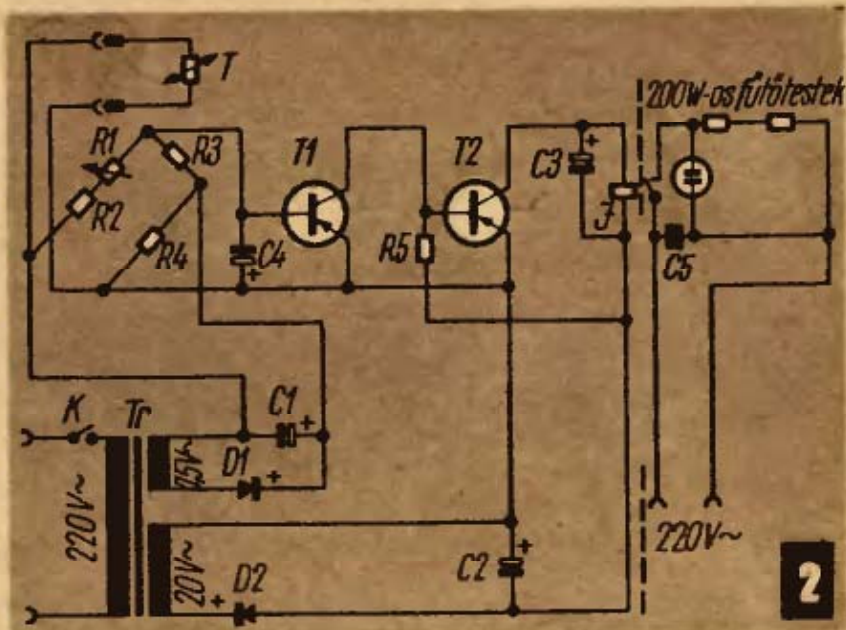 T
200W-os fűtőtestek
R1
R3
T1
T2
C3
+
R2
R4
C4
+
R5
J
C5
K
Tr
C1
+
D1
+
220V~
20V~
+
D2
C2
+
220V~
2